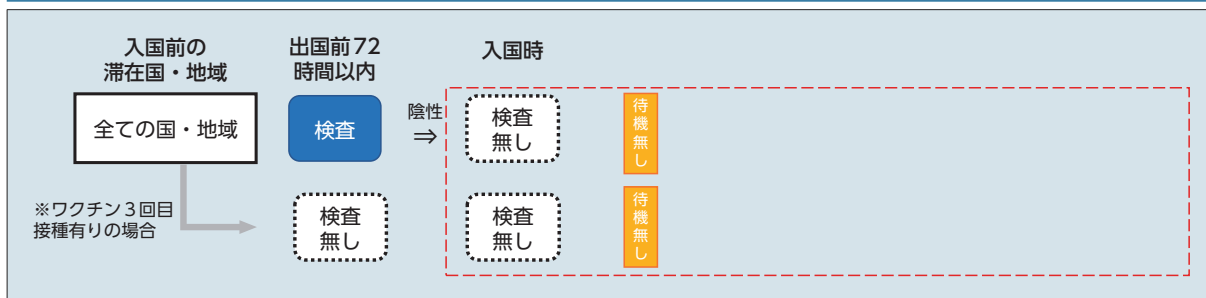 入国前の
滞在国・地域
出国前72
時間以内
入国時
全ての国・地域
検査
陰性
⇒
検査
無し
待機無し
※ワクチン3回目
接種有りの場合
検査
無し
検査
無し
待機無し